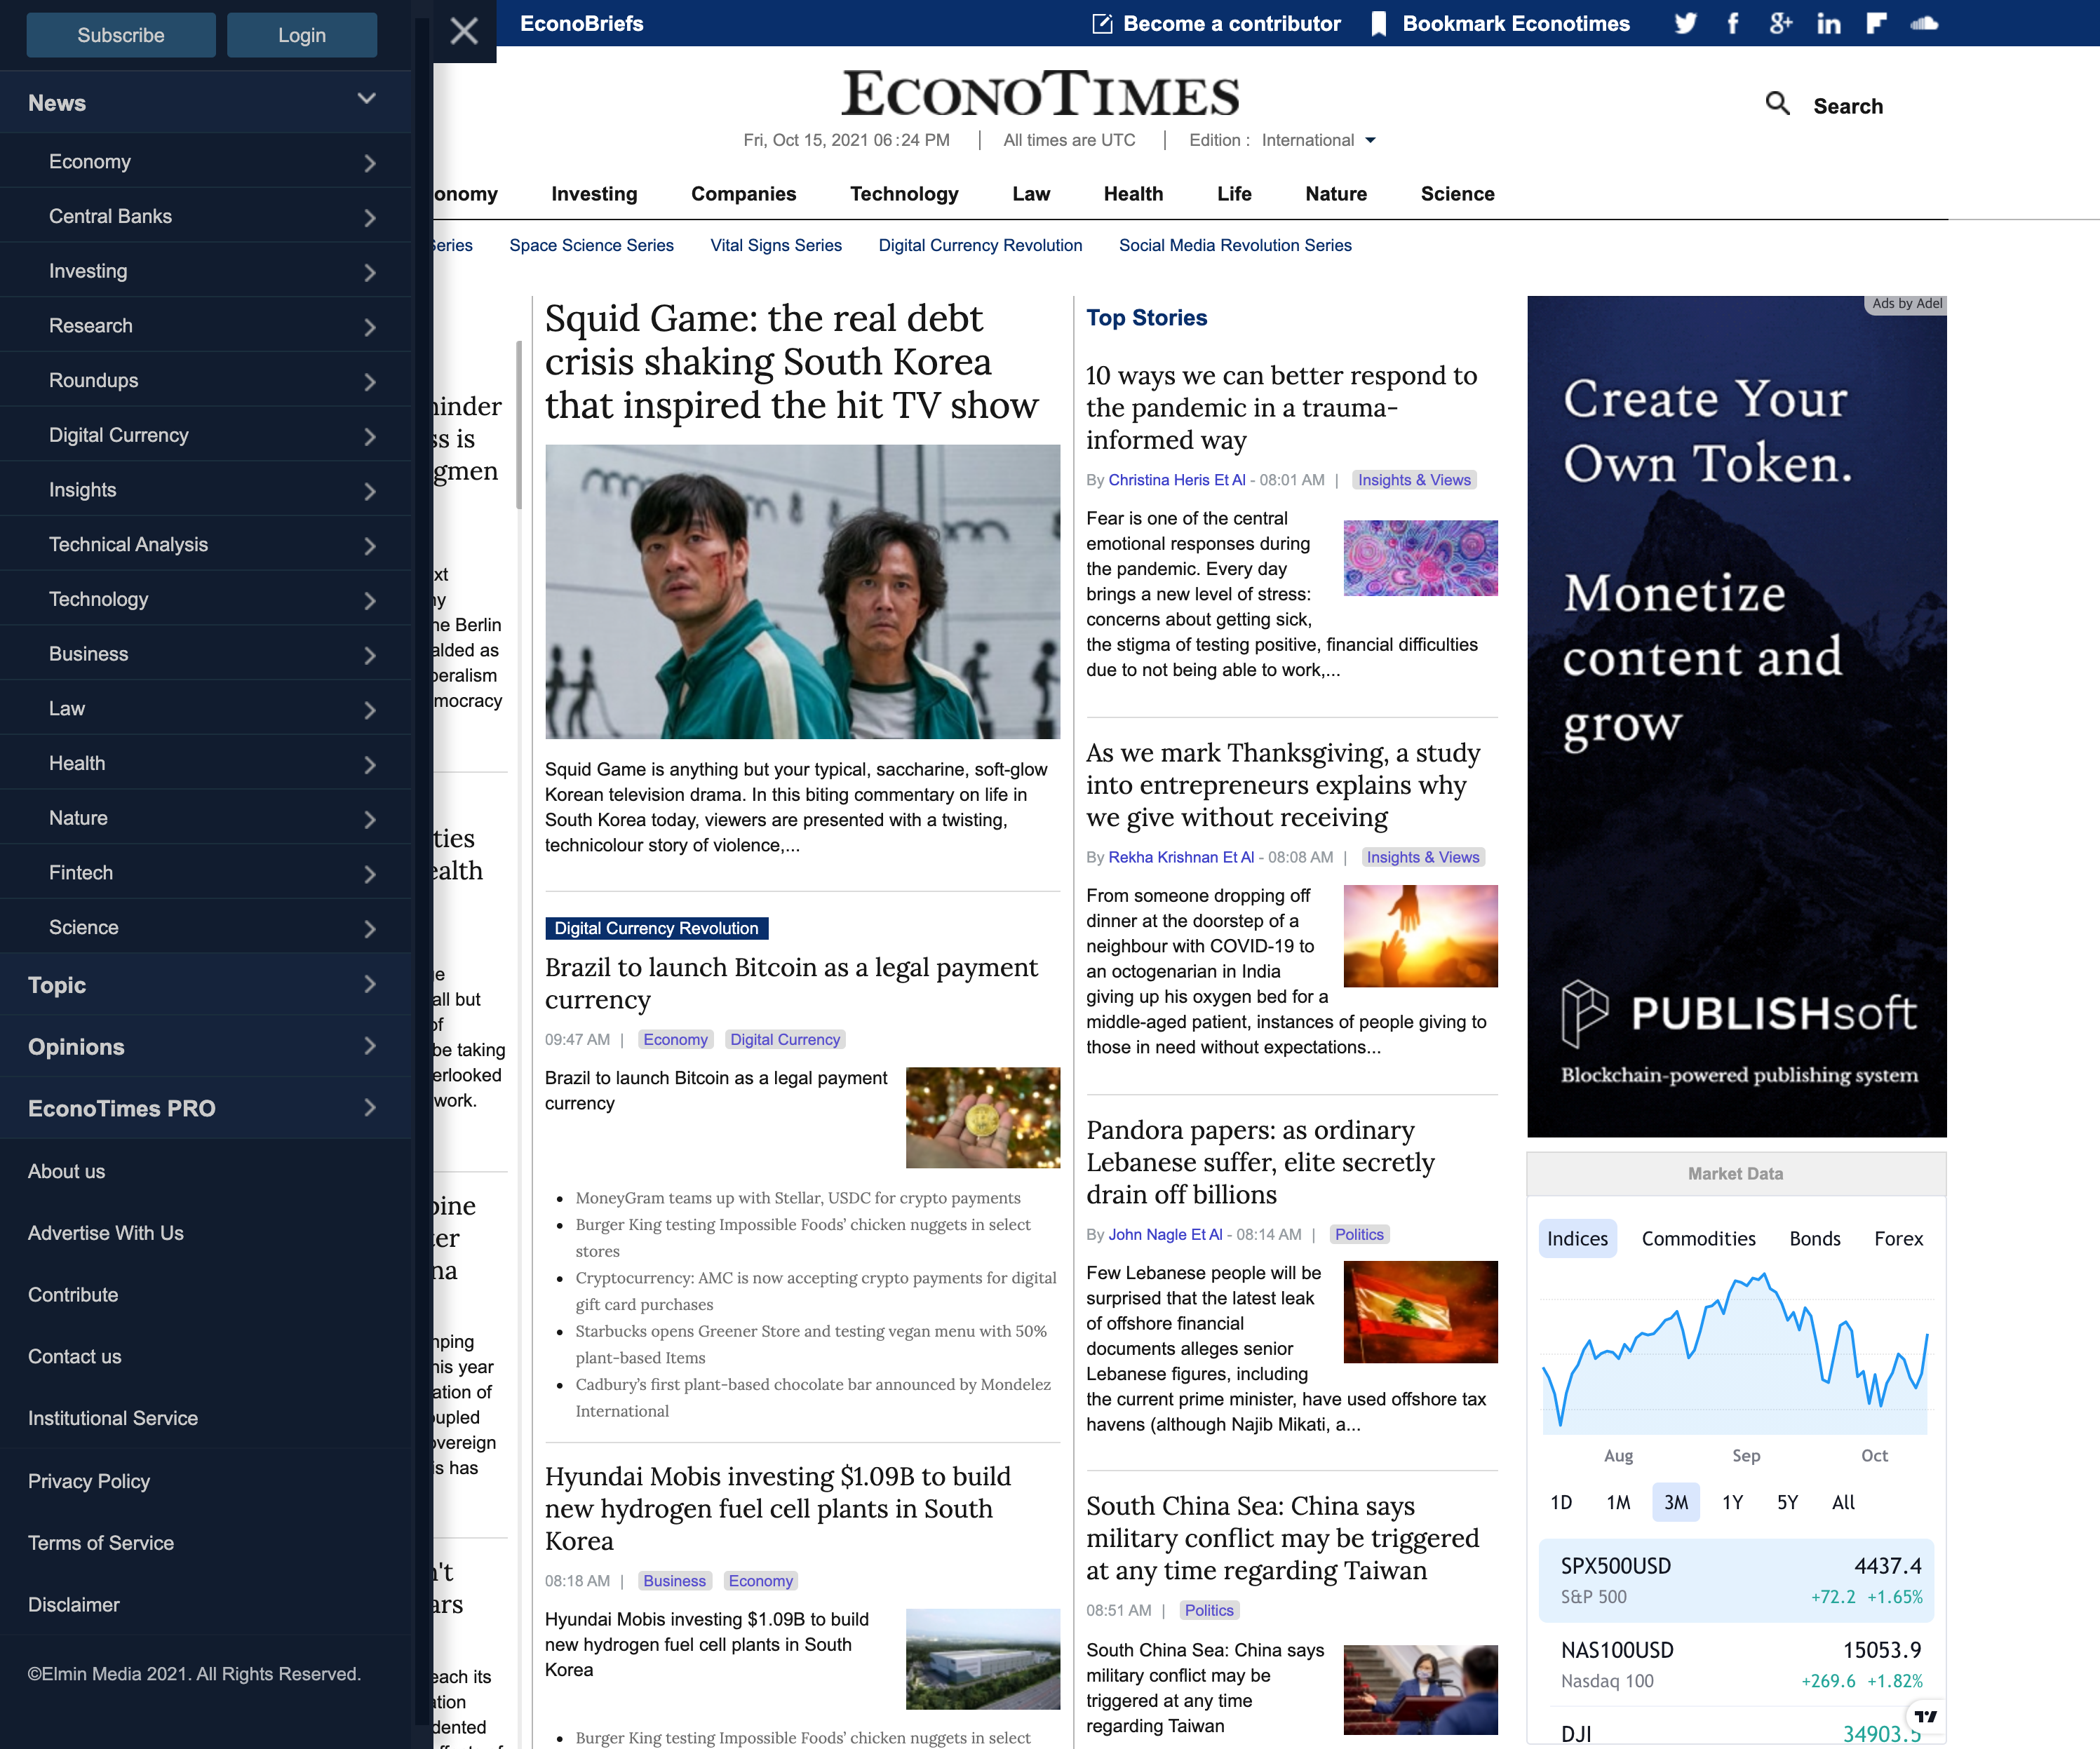 Subscribe
Login
News
Economy
Central Banks
Investing
Research
Roundups
Digital Currency
Insights
Technical Analysis
Technology
Business
Law
Health
Nature
Fintech
Science
Topic
Opinions
EconoTimes PRO
About us
Advertise With Us
Contribute
Contact us
Institutional Service
Privacy Policy
Terms of Service
Disclaimer
©Elmin Media 2021. All Rights Reserved.
EconoBriefs
Become a contributor
Bookmark Econotimes
ECONOTIMES
Fri, Oct 15, 2021 06:24 PM | All times are UTC | Edition : International
Search
onomy Investing Companies Technology Law Health Life Nature Science
Series Space Science Series Vital Signs Series Digital Currency Revolution Social Media Revolution Series
ss is
gmen
xt
ne Berlin
alded as
mocracy
ties
all but
of
be taking
work.
his year
ation of
is has
Squid Game: the real debt
crisis shaking South Korea
that inspired the hit TV show
Squid Game is anything but your typical, saccharine, soft-glow
Korean television drama. In this biting commentary on life in
South Korea today, viewers are presented with a twisting,
technicolour story of violence,...
Digital Currency Revolution
Brazil to launch Bitcoin as a legal payment
currency
09:47 AM | Economy Digital Currency
Brazil to launch Bitcoin as a legal payment
currency
• MoneyGram teams up with Stellar, USDC for crypto payments
• Burger King testing Impossible Foods’ chicken nuggets in select
stores
• Cryptocurrency: AMC is now accepting crypto payments for digital
gift card purchases
• Starbucks opens Greener Store and testing vegan menu with 50%
plant-based Items
• Cadbury’s first plant-based chocolate bar announced by Mondelez
International
Hyundai Mobis investing $1.09B to build
new hydrogen fuel cell plants in South
Korea
08:18 AM | Business Economy
Hyundai Mobis investing $1.09B to build
new hydrogen fuel cell plants in South
Korea
• Burger King testing Impossible Foods’ chicken nuggets in select
Top Stories
10 ways we can better respond to
the pandemic in a trauma-
informed way
By Christina Heris Et Al - 08:01 AM | Insights & Views
Fear is one of the central
emotional responses during
the pandemic. Every day
brings a new level of stress:
concerns about getting sick,
the stigma of testing positive, financial difficulties
due to not being able to work,...
As we mark Thanksgiving, a study
into entrepreneurs explains why
we give without receiving
By Rekha Krishnan Et Al - 08:08 AM | Insights & Views
From someone dropping off
dinner at the doorstep of a
neighbour with COVID-19 to
an octogenarian in India
giving up his oxygen bed for a
middle-aged patient, instances of people giving to
those in need without expectations...
Pandora papers: as ordinary
Lebanese suffer, elite secretly
drain off billions
By John Nagle Et Al - 08:14 AM | Politics
Few Lebanese people will be
surprised that the latest leak
of offshore financial
documents alleges senior
Lebanese figures, including
the current prime minister, have used offshore tax
havens (although Najib Mikati, a...
South China Sea: China says
military conflict may be triggered
at any time regarding Taiwan
08:51 AM | Politics
South China Sea: China says
military conflict may be
triggered at any time
regarding Taiwan
Ads by Adel
Create Your
Own Token.
Monetize
content and
grow
PUBLISHsoft
Blockchain-powered publishing system
Market Data
Indices Commodities Bonds Forex
Aug Sep Oct
1D 1M 3M 1Y 5Y All
SPX500USD 4437.4
S&P 500 +72.2 +1.65%
NAS100USD 15053.9
Nasdaq 100 +269.6 +1.82%
DJI 34903.5